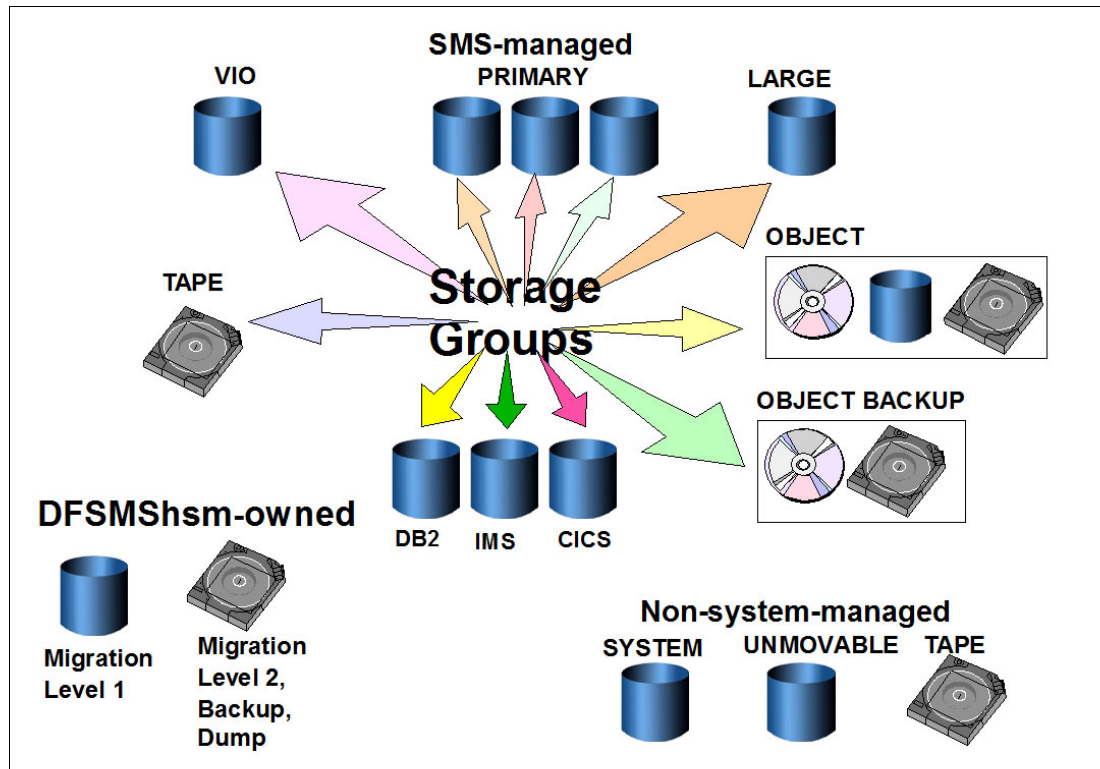 SMS-managed
VIO
PRIMARY
LARGE
OBJECT
Storage
Groups
TAPE
OBJECT BACKUP
DB2
IMS
CICS
DFSMShsm-owned
Migration
Level 1
Migration
Level 2,
Backup,
Dump
Non-system-managed
SYSTEM
UNMOVABLE
TAPE